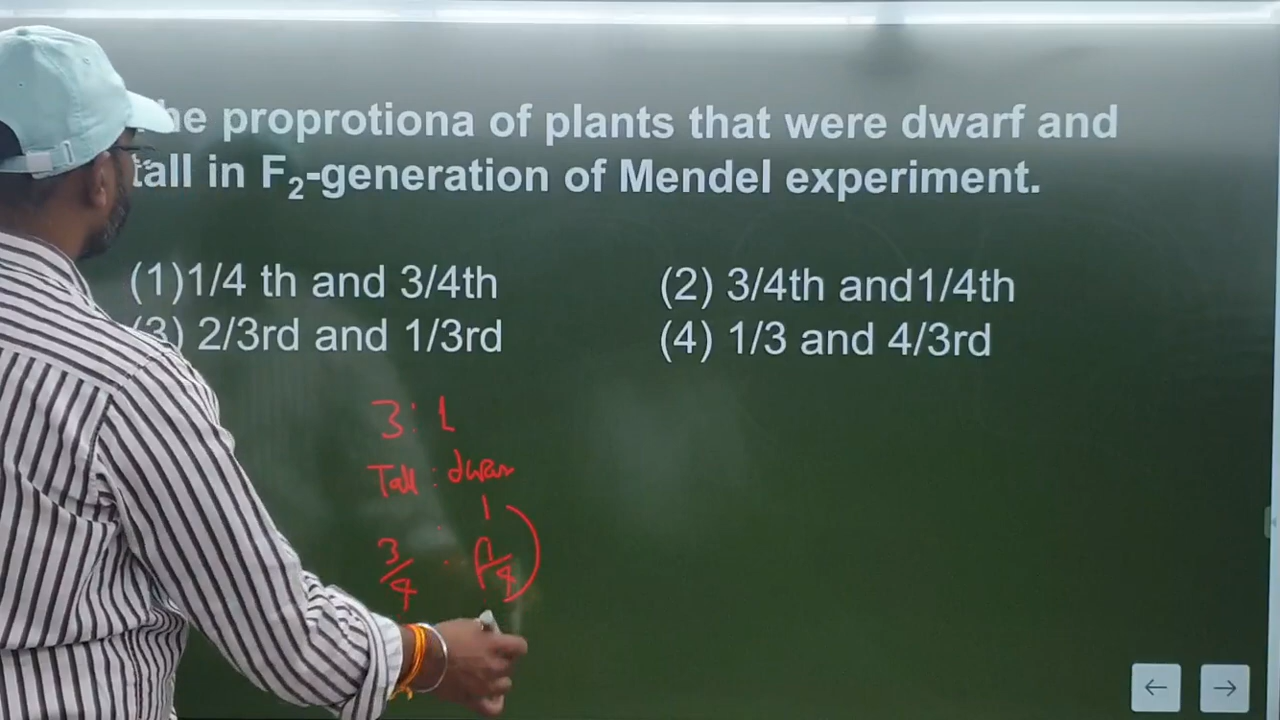 he proprotiona of plants that were dwarf and
tall in F₂-generation of Mendel experiment.
(1)1/4 th and 3/4th
(2) 3/4th and1/4th
(3) 2/3rd and 1/3rd
(4) 1/3 and 4/3rd
3 : 1
Tall : dwarf
3/4 : 1/4